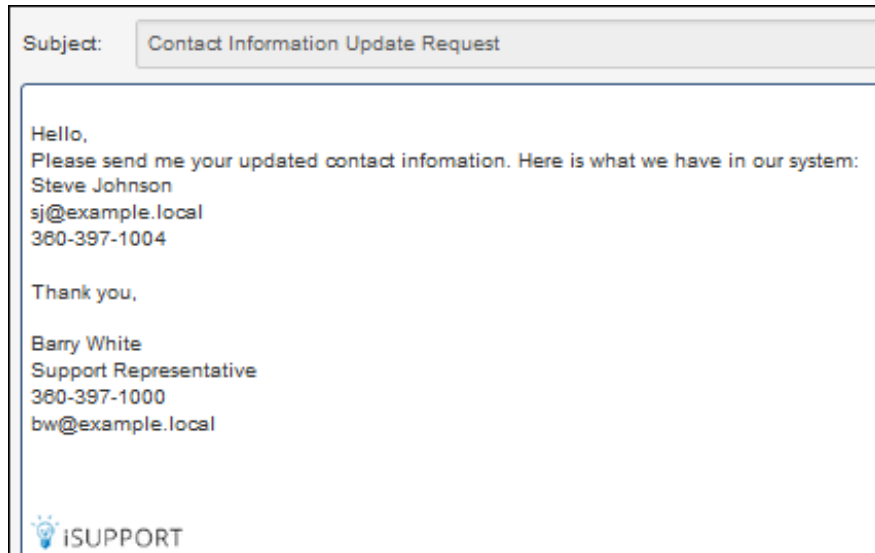 Subject: Contact Information Update Request
Hello,
Please send me your updated contact infomation. Here is what we have in our system:
Steve Johnson
sj@example.local
360-397-1004
Thank you,
Barry White
Support Representative
360-397-1000
bw@example.local
iSUPPORT